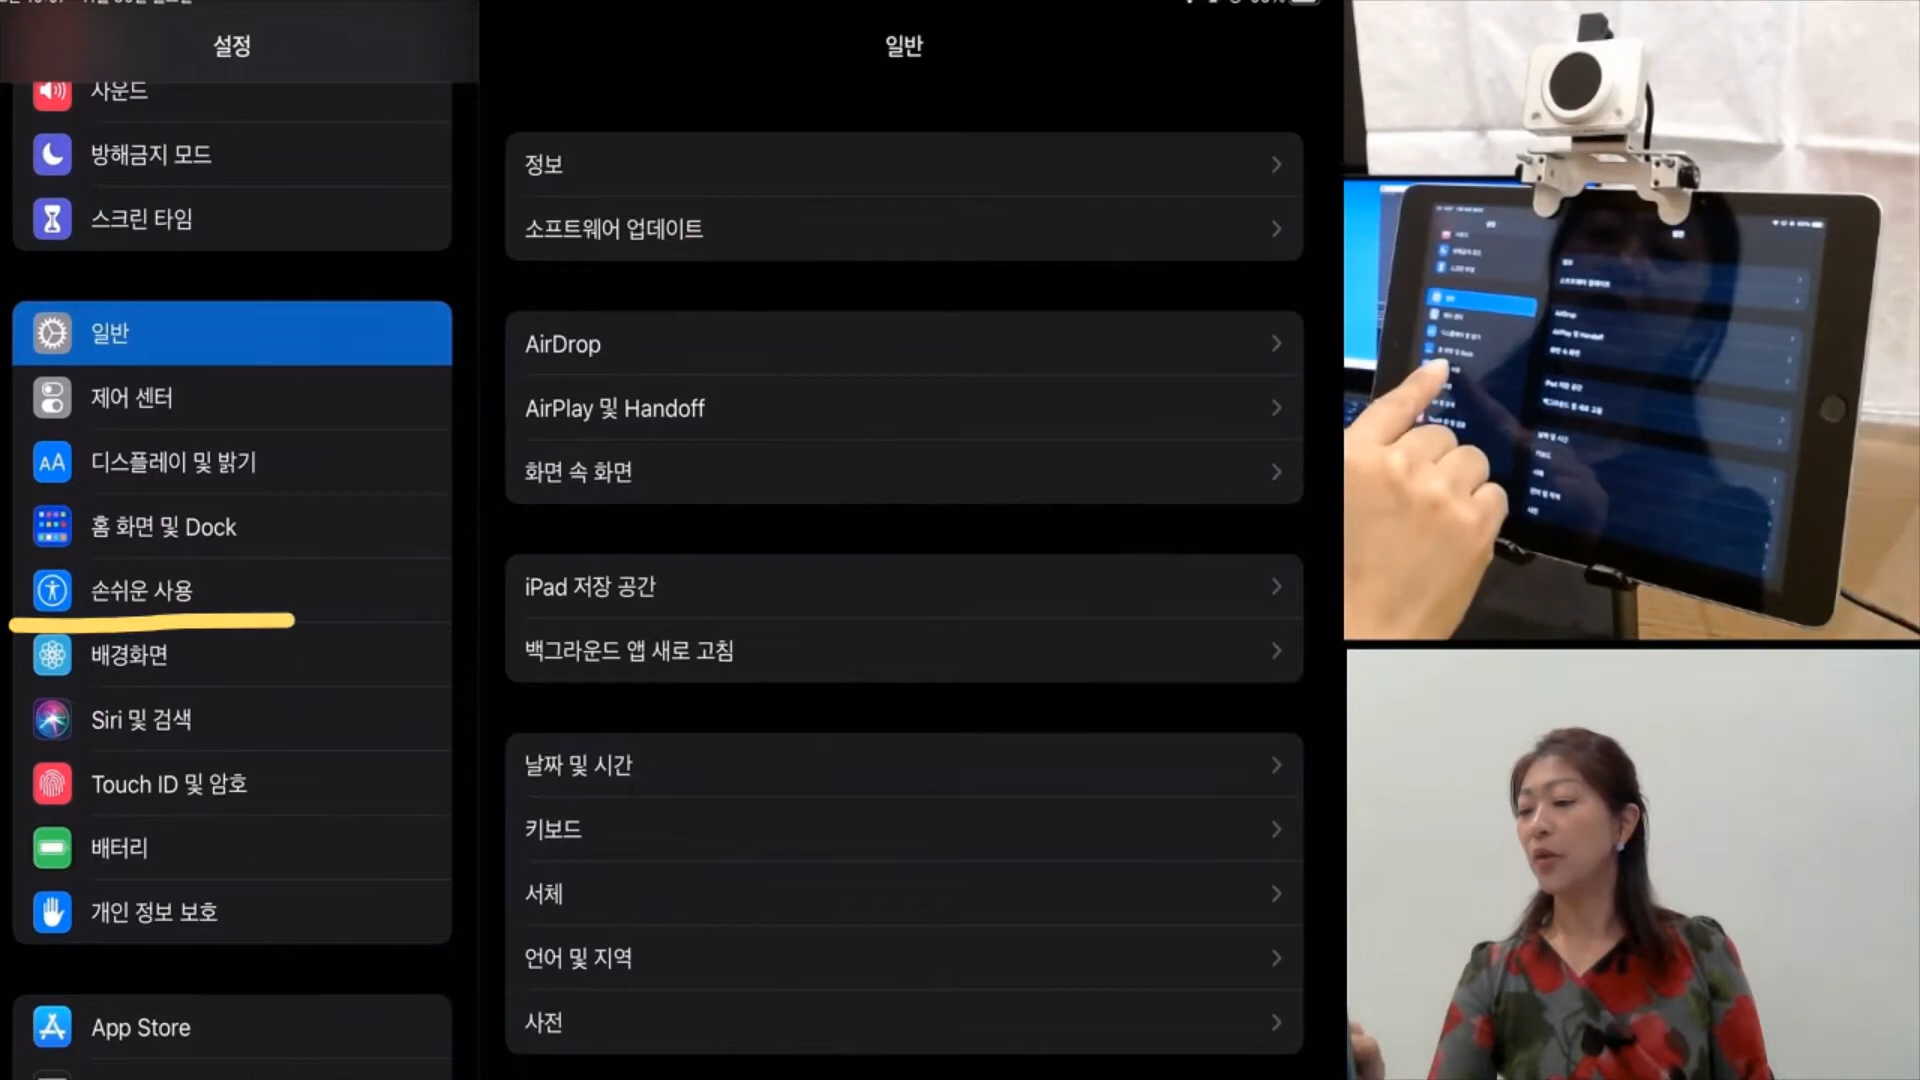 설정
사운드
방해금지 모드
스크린 타임
일반
제어 센터
디스플레이 및 밝기
홈 화면 및 Dock
손쉬운 사용
배경화면
Siri 및 검색
Touch ID 및 암호
배터리
개인 정보 보호
App Store
일반
정보
소프트웨어 업데이트
AirDrop
AirPlay 및 Handoff
화면 속 화면
iPad 저장 공간
백그라운드 앱 새로 고침
날짜 및 시간
키보드
서체
언어 및 지역
사전